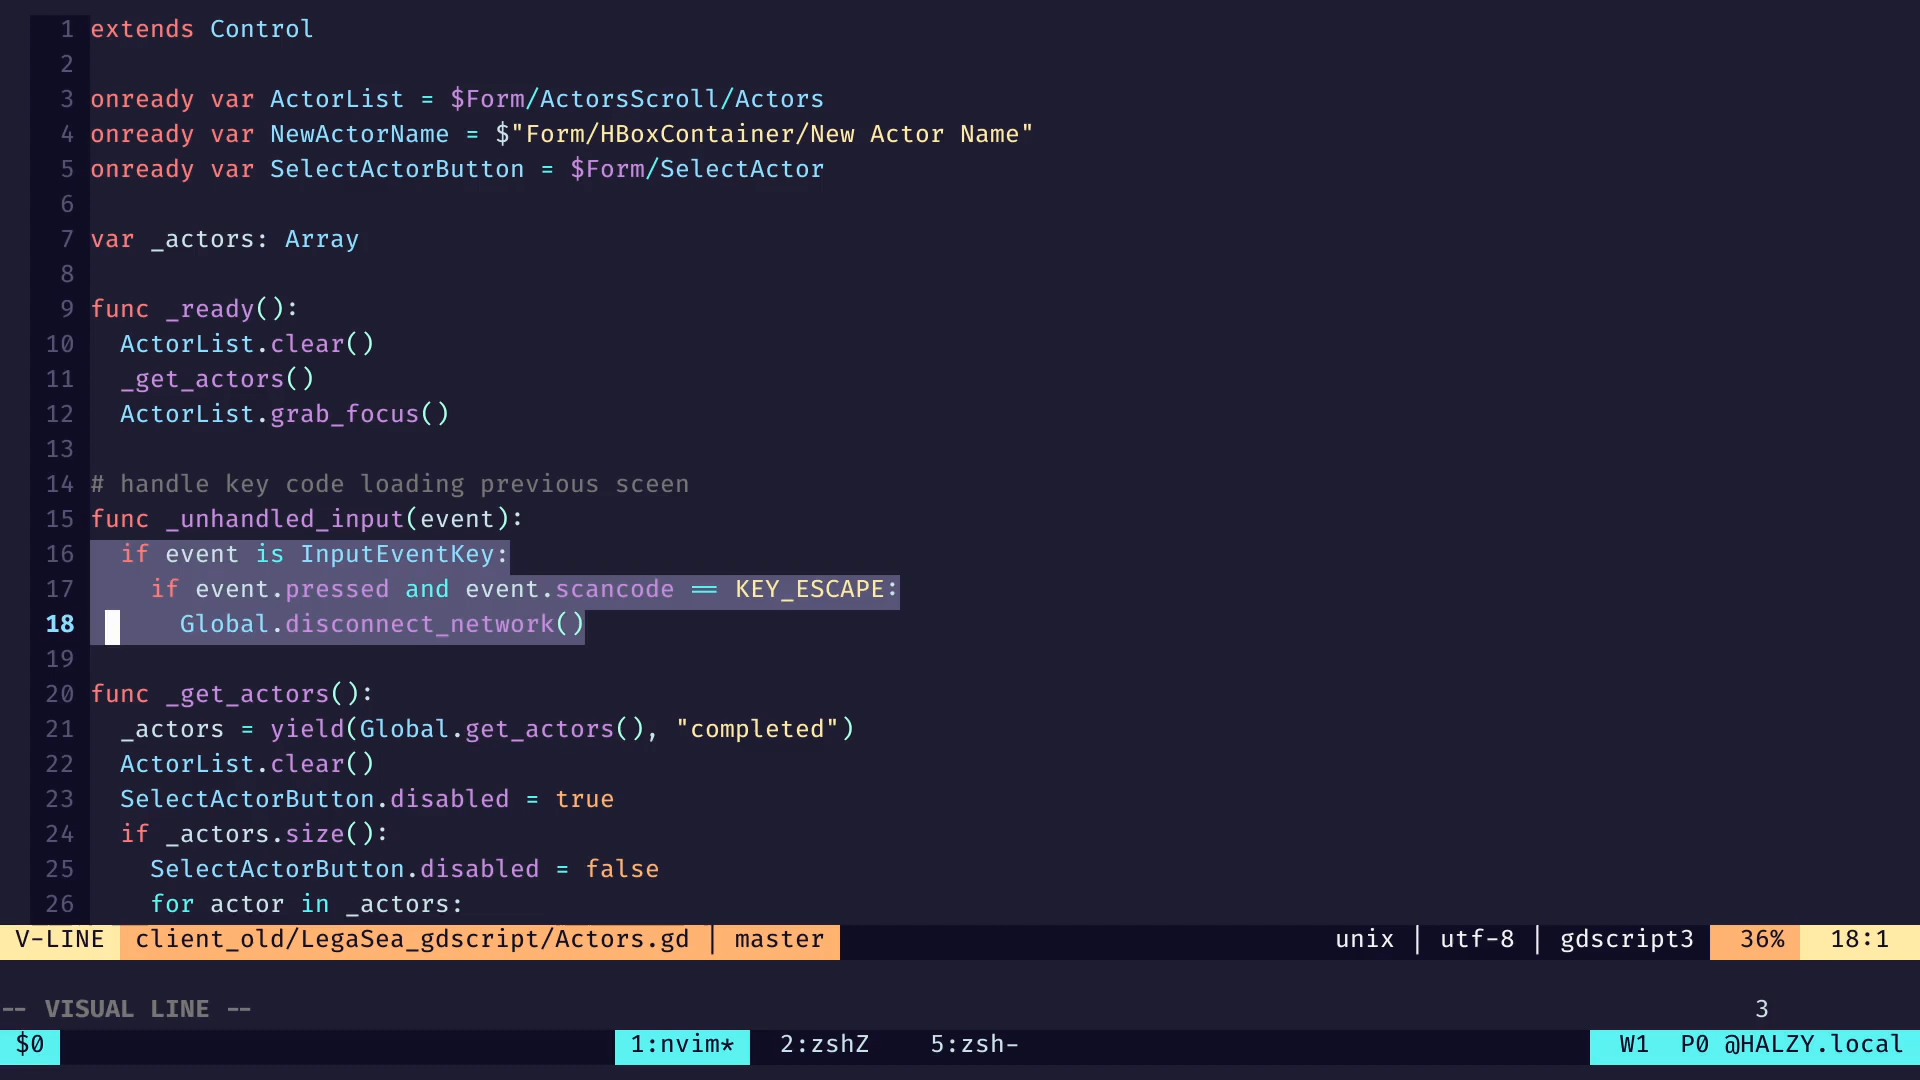 1 extends Control
2
3 onready var ActorList = $Form/ActorsScroll/Actors
4 onready var NewActorName = $"Form/HBoxContainer/New Actor Name"
5 onready var SelectActorButton = $Form/SelectActor
6
7 var _actors: Array
8
9 func _ready():
10   ActorList.clear()
11   _get_actors()
12   ActorList.grab_focus()
13
14 # handle key code loading previous sceen
15 func _unhandled_input(event):
16   if event is InputEventKey:
17     if event.pressed and event.scancode == KEY_ESCAPE:
18       Global.disconnect_network()
19
20 func _get_actors():
21   _actors = yield(Global.get_actors(), "completed")
22   ActorList.clear()
23   SelectActorButton.disabled = true
24   if _actors.size():
25     SelectActorButton.disabled = false
26     for actor in _actors:
V-LINE client_old/LegaSea_gdscript/Actors.gd | master unix | utf-8 | gdscript3 36% 18:1
-- VISUAL LINE -- 3
$0 1:nvim* 2:zshZ 5:zsh- W1 P0 @HALZY.local